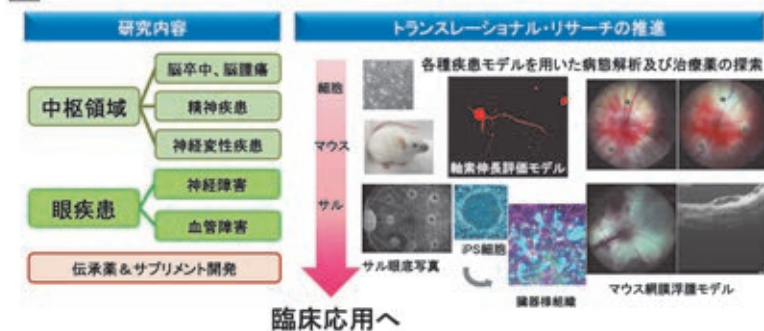 研究内容
中枢領域
脳卒中、脳腫瘍
精神疾患
神経変性疾患
眼疾患
神経障害
血管障害
伝承薬＆サプリメント開発
トランスレーショナル・リサーチの推進
各種疾患モデルを用いた病態解析及び治療薬の探索
細胞
マウス
サル
軸索伸長評価モデル
サル眼底写真
iPS細胞
臓器様組織
マウス網膜浮腫モデル
臨床応用へ